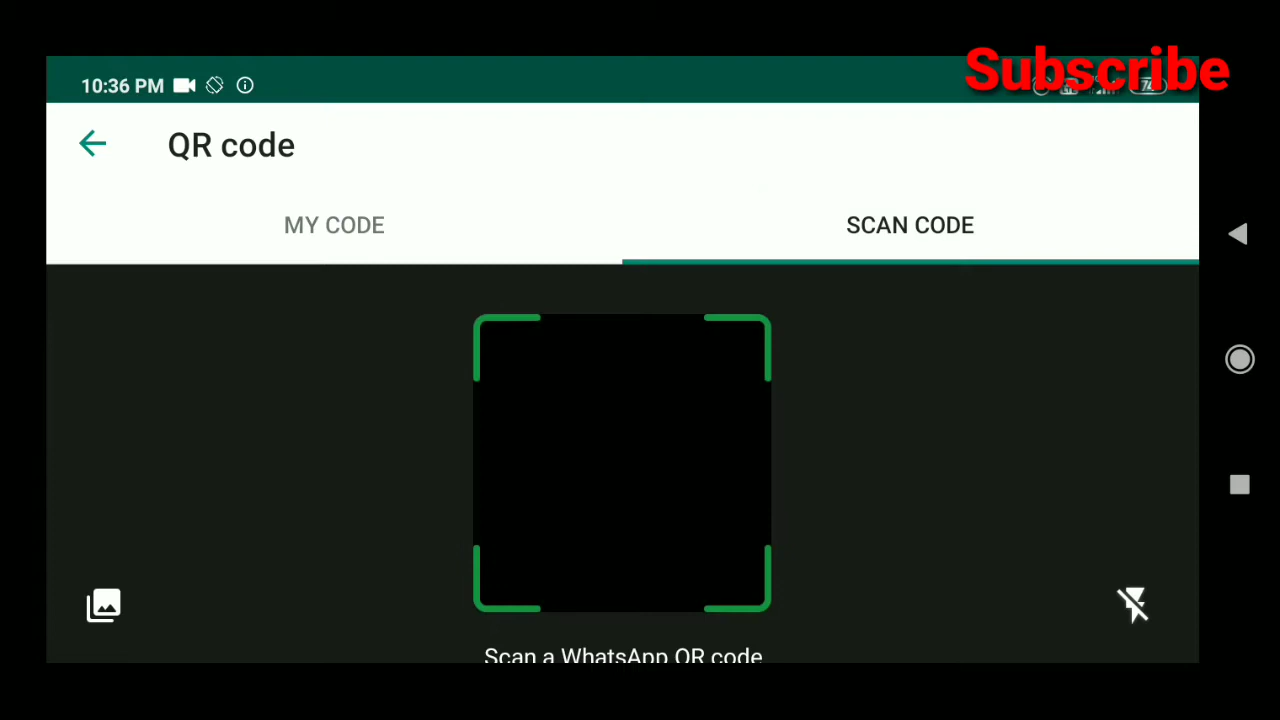 Subscribe
10:36 PM
QR code
MY CODE
SCAN CODE
Scan a WhatsApp QR code